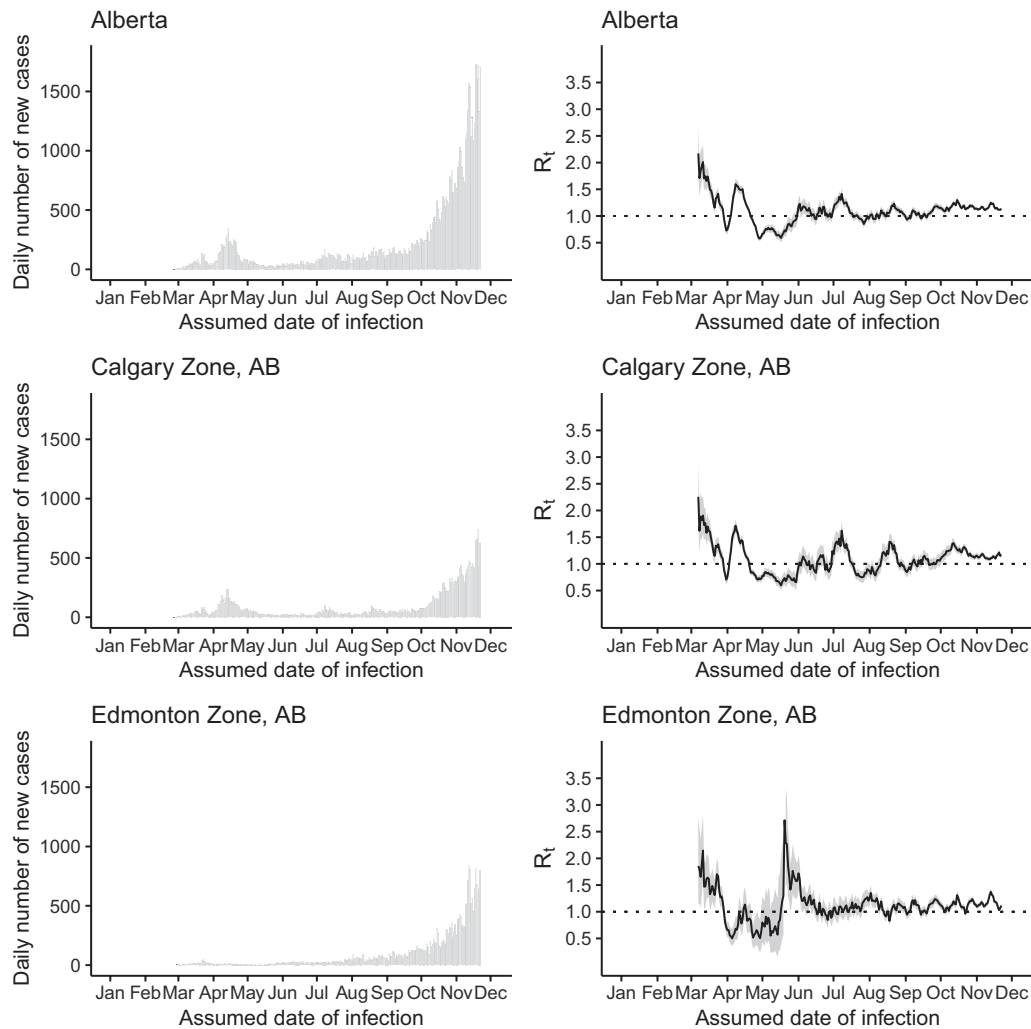 Alberta
Daily number of new cases
1500
1000
500
0
Jan Feb Mar Apr May Jun Jul Aug Sep Oct Nov Dec
Assumed date of infection
Alberta
Rt
3.5
3.0
2.5
2.0
1.5
1.0
0.5
Jan Feb Mar Apr May Jun Jul Aug Sep Oct Nov Dec
Assumed date of infection
Calgary Zone, AB
Daily number of new cases
1500
1000
500
0
Jan Feb Mar Apr May Jun Jul Aug Sep Oct Nov Dec
Assumed date of infection
Calgary Zone, AB
Rt
3.5
3.0
2.5
2.0
1.5
1.0
0.5
Jan Feb Mar Apr May Jun Jul Aug Sep Oct Nov Dec
Assumed date of infection
Edmonton Zone, AB
Daily number of new cases
1500
1000
500
0
Jan Feb Mar Apr May Jun Jul Aug Sep Oct Nov Dec
Assumed date of infection
Edmonton Zone, AB
Rt
3.5
3.0
2.5
2.0
1.5
1.0
0.5
Jan Feb Mar Apr May Jun Jul Aug Sep Oct Nov Dec
Assumed date of infection